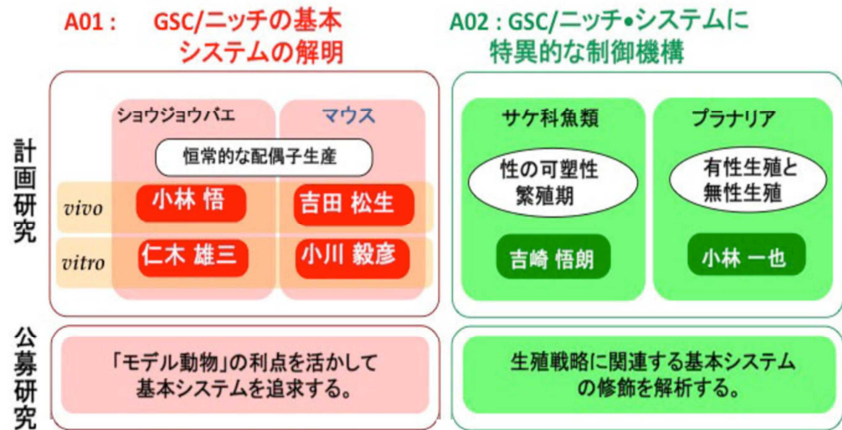 A01： GSC/ニッチの基本
システムの解明
A02：GSC/ニッチ•システムに
特異的な制御機構
計画研究
ショウジョウバエ
マウス
恒常的な配偶子生産
vivo
小林 悟
吉田 松生
vitro
仁木 雄三
小川 毅彦
サケ科魚類
性の可塑性
繁殖期
吉崎 悟朗
プラナリア
有性生殖と
無性生殖
小林 一也
公募研究
「モデル動物」の利点を活かして
基本システムを追求する。
生殖戦略に関連する基本システム
の修飾を解析する。